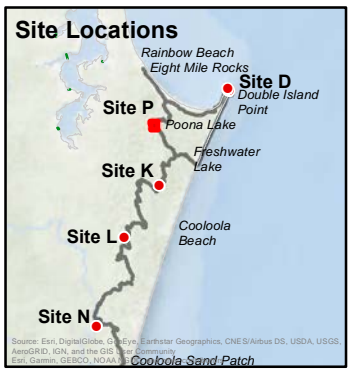 Site Locations
Rainbow Beach
Eight Mile Rocks
Site D
Double Island
Point
Site P
Poona Lake
Freshwater
Lake
Site K
Cooloola
Beach
Site L
Site N
Source: Esri, DigitalGlobe, GeoEye, Earthstar Geographics, CNES/Airbus DS, USDA, USGS,
AeroGRID, IGN, and the GIS User Community
Esri, Garmin, GEBCO, NOAA
Cooloola Sand Patch